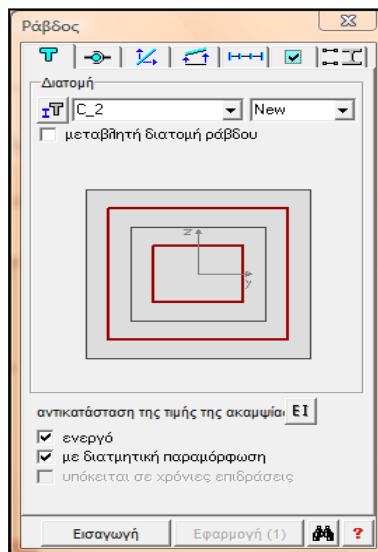 Ράβδος
Διατομή
C_2 New
μεταβλητή διατομή ράβδου
z
y
αντικατάσταση της τιμής της ακαμψία EI
ενεργό
με διατμητική παραμόρφωση
υπόκειται σε χρόνιες επιδράσεις
Εισαγωγή Εφαρμογή (1) ?